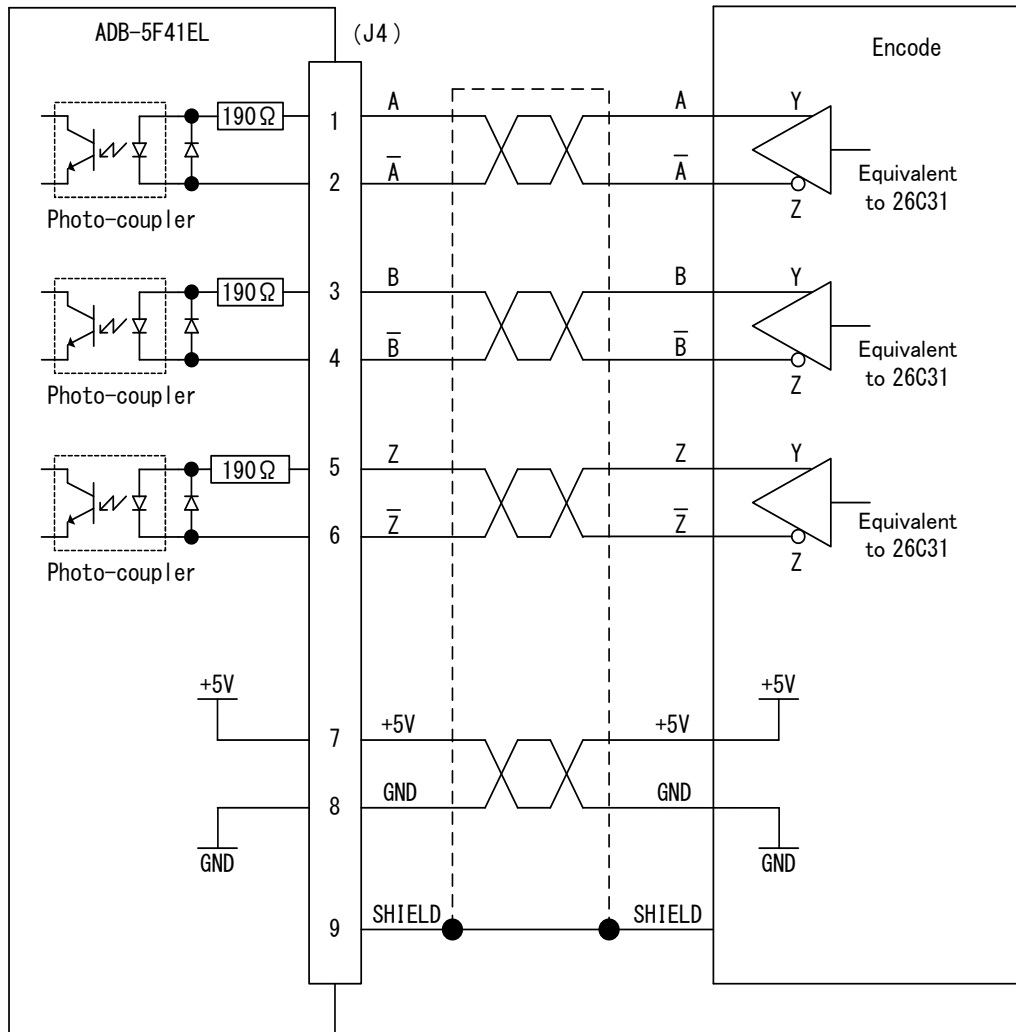 ADB-5F41EL
(J4)
Encode
190Ω
1
A
A
Y
2
A̅
A̅
Z
Photo-coupler
Equivalent
to 26C31
190Ω
3
B
B
Y
4
B̅
B̅
Z
Photo-coupler
Equivalent
to 26C31
190Ω
5
Z
Z
Y
6
Z̅
Z̅
Z
Photo-coupler
Equivalent
to 26C31
+5V
7
+5V
+5V
+5V
8
GND
GND
GND
GND
9
SHIELD
SHIELD